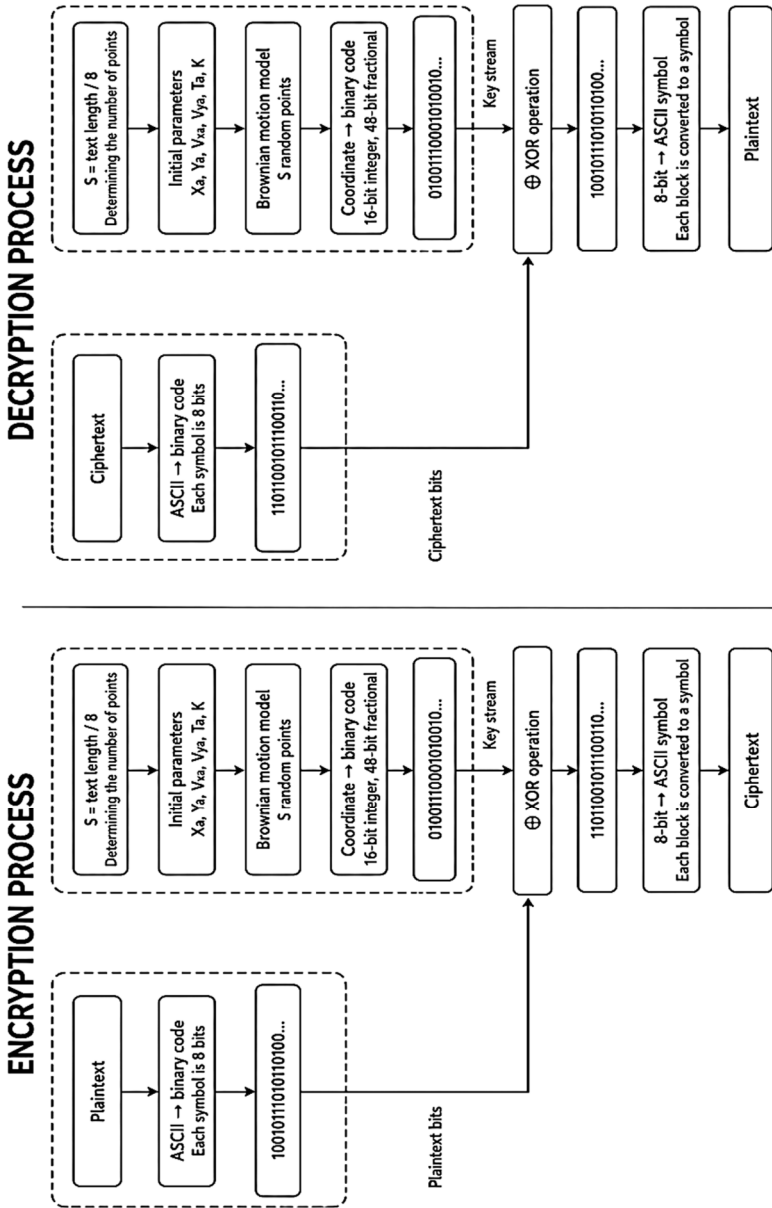 ENCRYPTION PROCESS
Plaintext
ASCII → binary code
Each symbol is 8 bits
10010111010110100...
Plaintext bits
S = text length / 8
Determining the number of points
Initial parameters
Xa, Ya, Vxa, Vya, Ta, K
Brownian motion model
S random points
Coordinate → binary code
16-bit integer, 48-bit fractional
01001110001010010...
Key stream
⊕ XOR operation
11011001011100110...
8-bit → ASCII symbol
Each block is converted to a symbol
Ciphertext
DECRYPTION PROCESS
Ciphertext
ASCII → binary code
Each symbol is 8 bits
11011001011100110...
Ciphertext bits
S = text length / 8
Determining the number of points
Initial parameters
Xa, Ya, Vxa, Vya, Ta, K
Brownian motion model
S random points
Coordinate → binary code
16-bit integer, 48-bit fractional
01001110001010010...
Key stream
⊕ XOR operation
10010111010110100...
8-bit → ASCII symbol
Each block is converted to a symbol
Plaintext